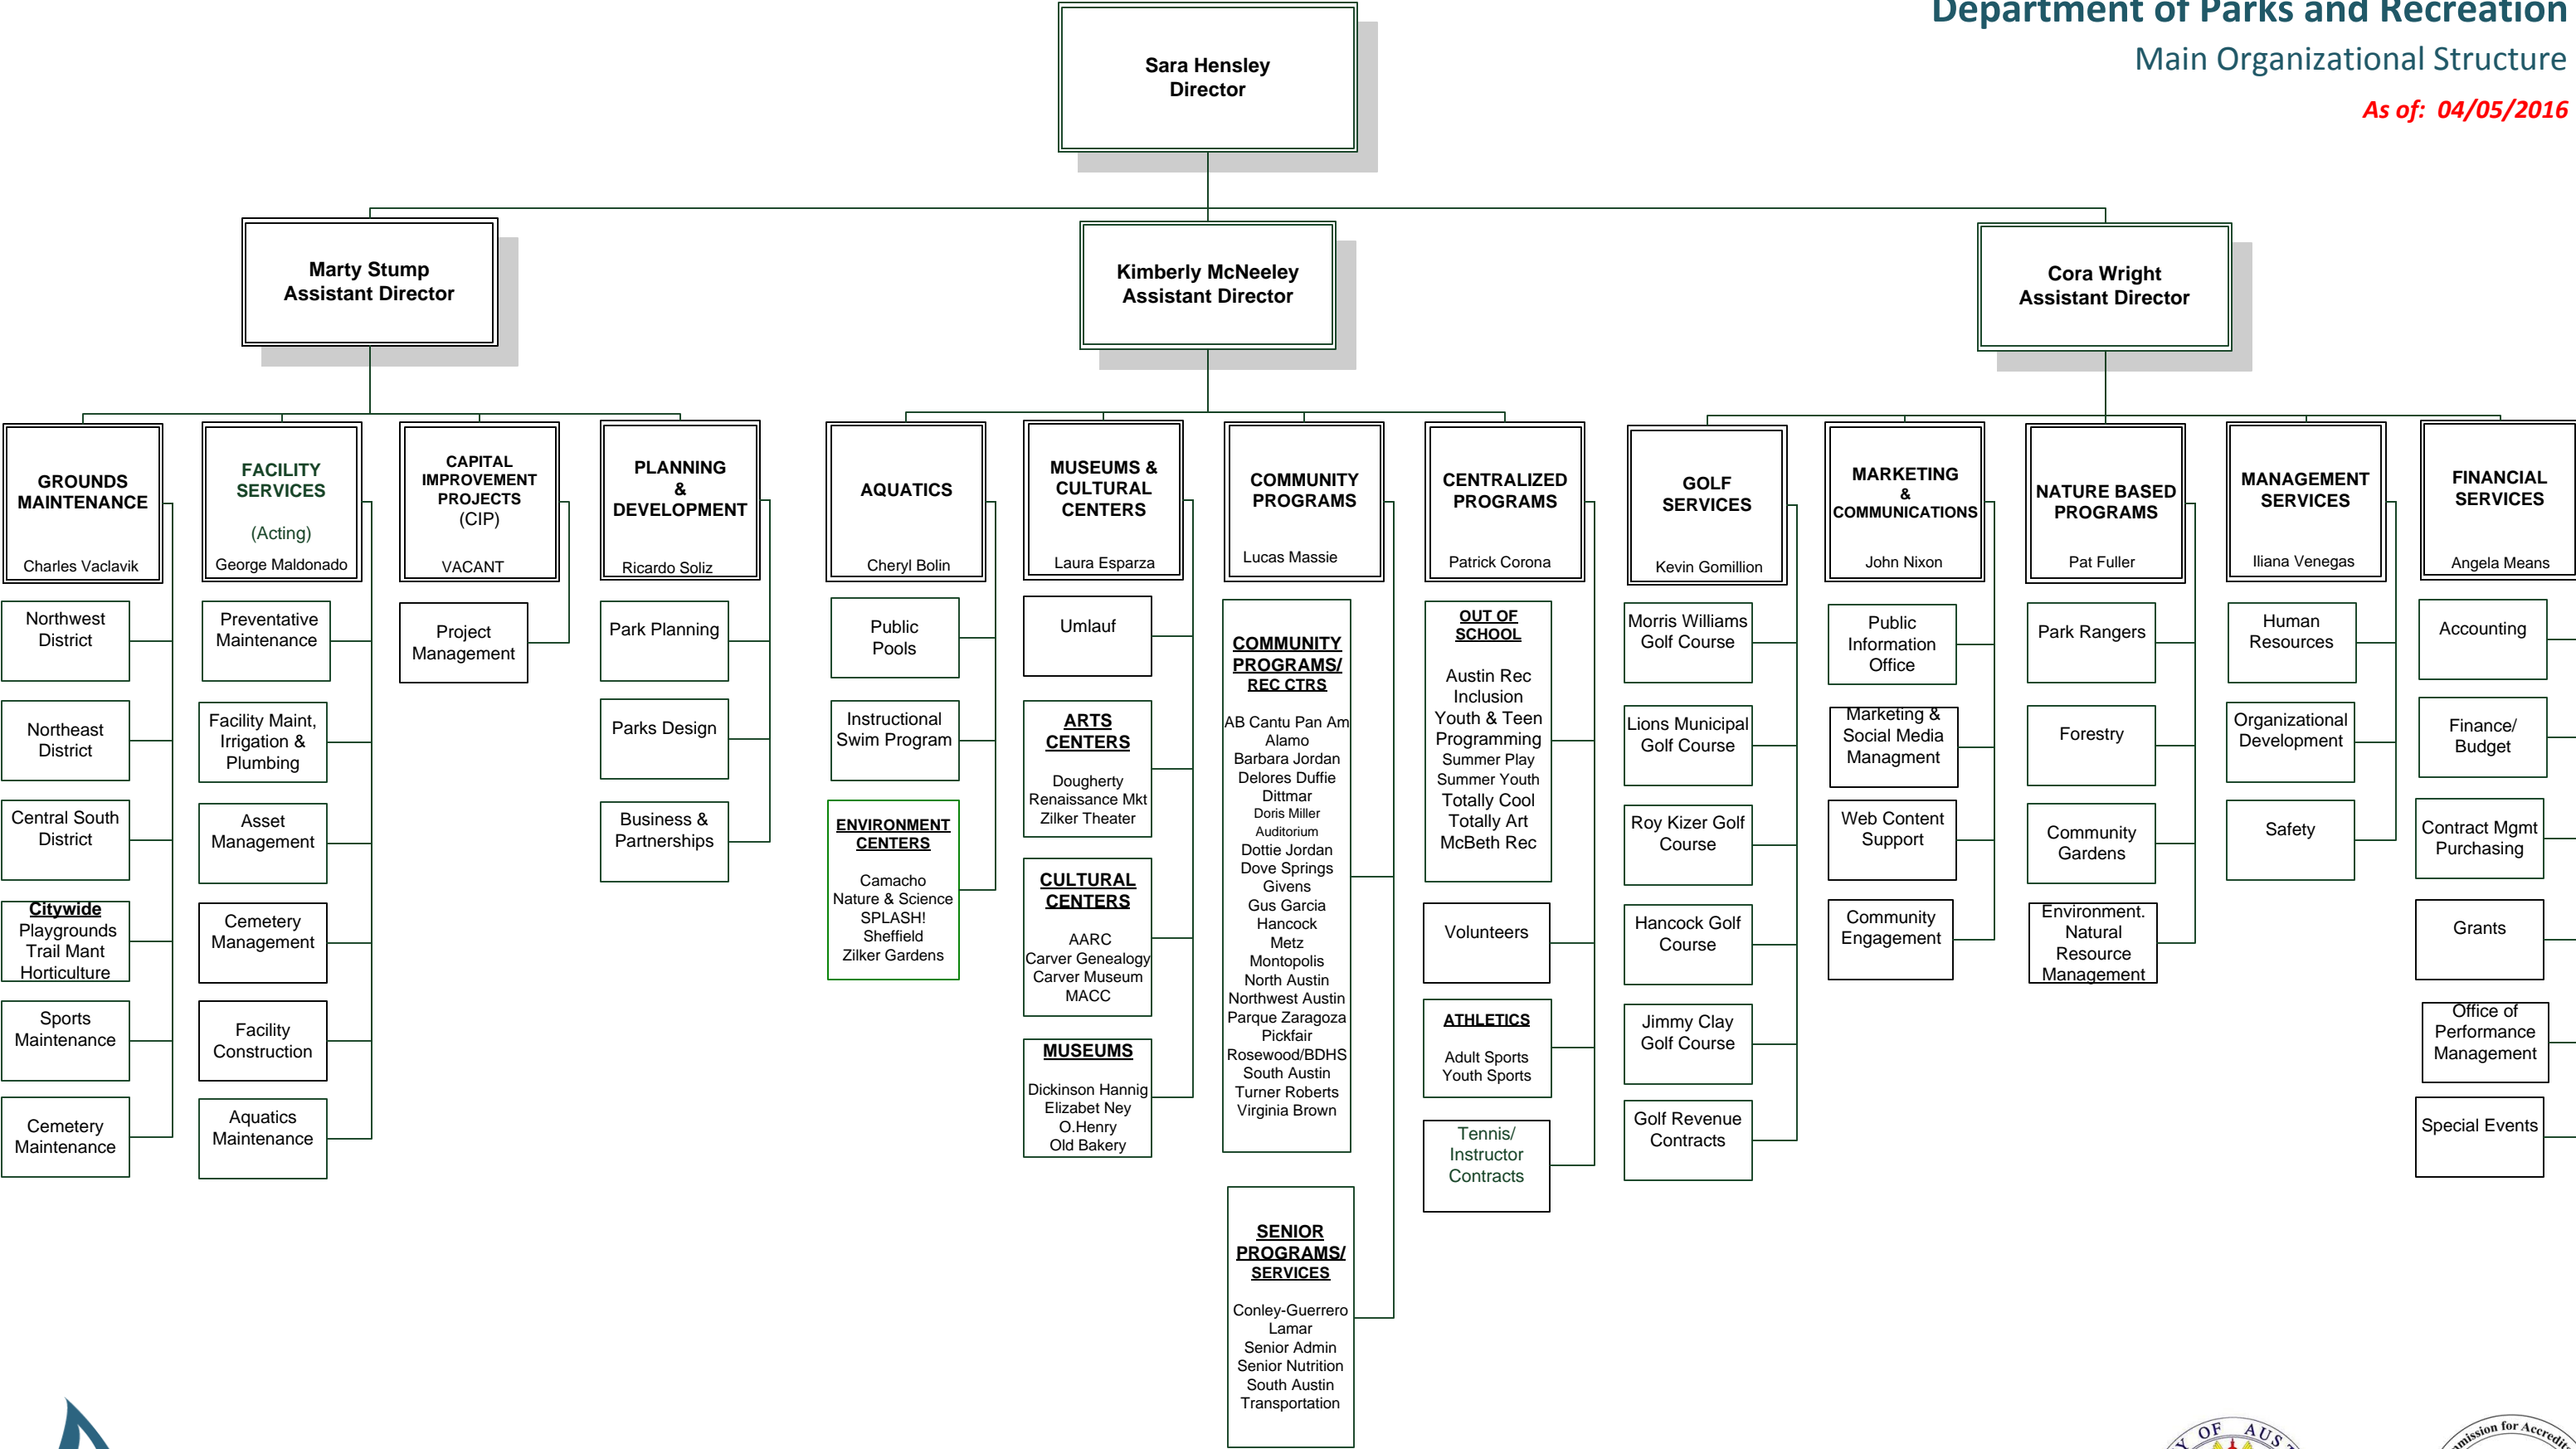 Department of Parks and Recreation
Main Organizational Structure
As of: 04/05/2016
Sara Hensley
Director
Marty Stump
Assistant Director
Kimberly McNeeley
Assistant Director
Cora Wright
Assistant Director
GROUNDS
MAINTENANCE
Charles Vaclavik
Northwest
District
Northeast
District
Central South
District
Citywide
Playgrounds
Trail Mant
Horticulture
Sports
Maintenance
Cemetery
Maintenance
FACILITY
SERVICES
(Acting)
George Maldonado
Preventative
Maintenance
Facility Maint,
Irrigation &
Plumbing
Asset
Management
Cemetery
Management
Facility
Construction
Aquatics
Maintenance
CAPITAL
IMPROVEMENT
PROJECTS
(CIP)
VACANT
Project
Management
PLANNING
&
DEVELOPMENT
Ricardo Soliz
Park Planning
Parks Design
Business &
Partnerships
AQUATICS
Cheryl Bolin
Public
Pools
Instructional
Swim Program
ENVIRONMENT
CENTERS
Camacho
Nature & Science
SPLASH!
Sheffield
Zilker Gardens
MUSEUMS &
CULTURAL
CENTERS
Laura Esparza
Umlauf
ARTS
CENTERS
Dougherty
Renaissance Mkt
Zilker Theater
CULTURAL
CENTERS
AARC
Carver Genealogy
Carver Museum
MACC
MUSEUMS
Dickinson Hannig
Elizabet Ney
O.Henry
Old Bakery
COMMUNITY
PROGRAMS
Lucas Massie
COMMUNITY
PROGRAMS/
REC CTRS
AB Cantu Pan Am
Alamo
Barbara Jordan
Delores Duffie
Dittmar
Doris Miller
Auditorium
Dottie Jordan
Dove Springs
Givens
Gus Garcia
Hancock
Metz
Montopolis
North Austin
Northwest Austin
Parque Zaragoza
Pickfair
Rosewood/BDHS
South Austin
Turner Roberts
Virginia Brown
SENIOR
PROGRAMS/
SERVICES
Conley-Guerrero
Lamar
Senior Admin
Senior Nutrition
South Austin
Transportation
CENTRALIZED
PROGRAMS
Patrick Corona
OUT OF
SCHOOL
Austin Rec
Inclusion
Youth & Teen
Programming
Summer Play
Summer Youth
Totally Cool
Totally Art
McBeth Rec
Volunteers
ATHLETICS
Adult Sports
Youth Sports
Tennis/
Instructor
Contracts
GOLF
SERVICES
Kevin Gomillion
Morris Williams
Golf Course
Lions Municipal
Golf Course
Roy Kizer Golf
Course
Hancock Golf
Course
Jimmy Clay
Golf Course
Golf Revenue
Contracts
MARKETING
&
COMMUNICATIONS
John Nixon
Public
Information
Office
Marketing &
Social Media
Managment
Web Content
Support
Community
Engagement
NATURE BASED
PROGRAMS
Pat Fuller
Park Rangers
Forestry
Community
Gardens
Environment.
Natural
Resource
Management
MANAGEMENT
SERVICES
Iliana Venegas
Human
Resources
Organizational
Development
Safety
FINANCIAL
SERVICES
Angela Means
Accounting
Finance/
Budget
Contract Mgmt
Purchasing
Grants
Office of
Performance
Management
Special Events
OF AUS
for